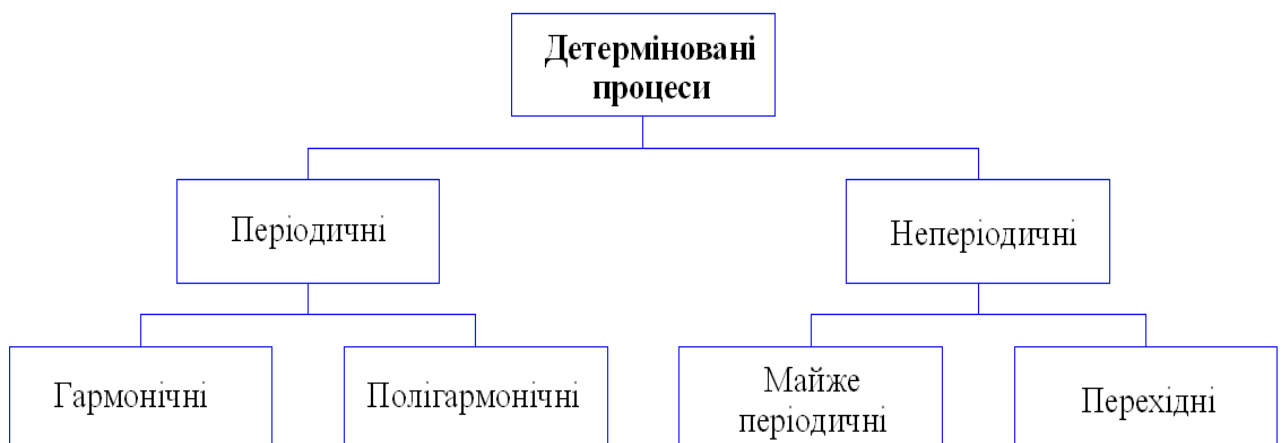 Детерміновані
процеси
Періодичні
Неперіодичні
Гармонічні
Полігармонічні
Майже
періодичні
Перехідні